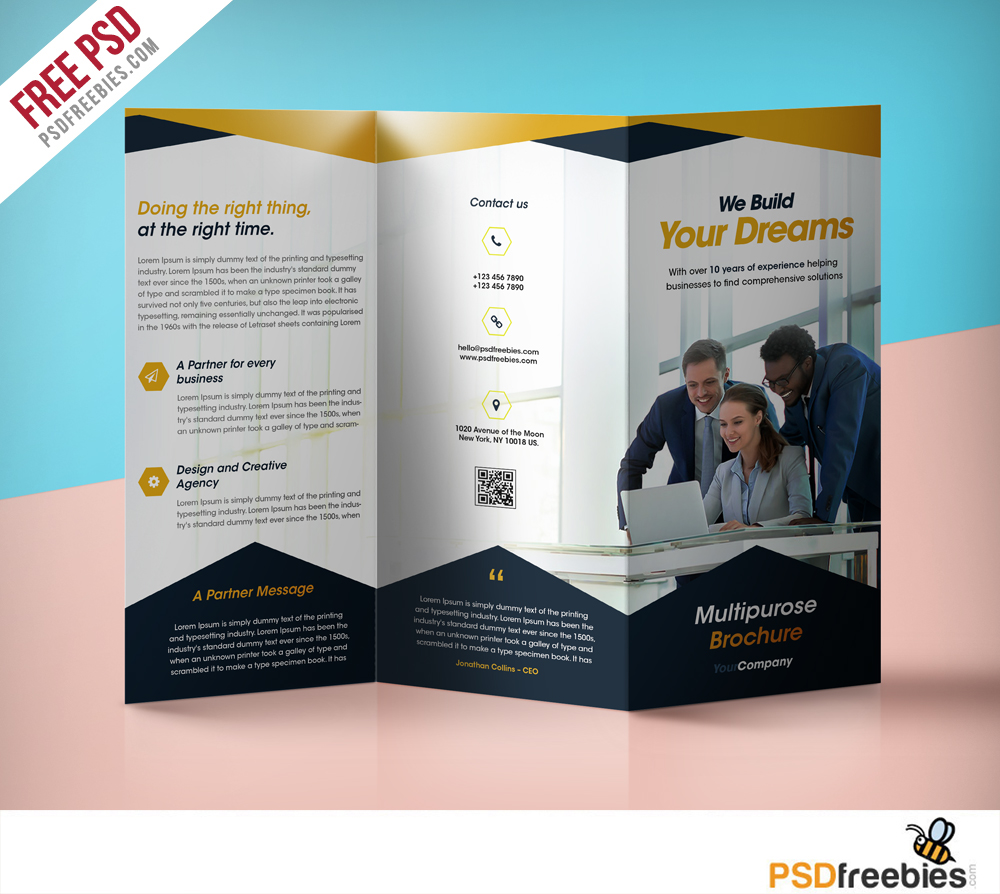 FREE PSD
PSDFREEBIES.COM
Doing the right thing,
at the right time.
Lorem Ipsum is simply dummy text of the printing and typesetting
industry. Lorem Ipsum has been the industry's standard dummy
text ever since the 1500s, when an unknown printer took a galley
of type and scrambled it to make a type specimen book. It has
survived not only five centuries, but also the leap into electronic
typesetting, remaining essentially unchanged. It was popularised
in the 1960s with the release of Letraset sheets containing Lorem
A Partner for every
business
Lorem Ipsum is simply dummy text of the printing and
typesetting industry. Lorem Ipsum has been the indus-
try's standard dummy text ever since the 1500s, when
an unknown printer took a galley of type and scram-
Design and Creative
Agency
Lorem Ipsum is simply dummy text of the printing and
typesetting industry. Lorem Ipsum has been the indus-
try's standard dummy text ever since the 1500s, when
A Partner Message
Lorem Ipsum is simply dummy text of the printing
and typesetting industry. Lorem Ipsum has been the
industry's standard dummy text ever since the 1500s,
when an unknown printer took a galley of type and
scrambled it to make a type specimen book. It has
Contact us
+123 456 7890
+123 456 7890
hello@psdfreebies.com
www.psdfreebies.com
1020 Avenue of the Moon
New York, NY 10018 US.
“
Lorem Ipsum is simply dummy text of the printing
and typesetting industry. Lorem Ipsum has been the
industry's standard dummy text ever since the 1500s,
when an unknown printer took a galley of type and
scrambled it to make a type specimen book. It has
Jonathan Collins - CEO
We Build
Your Dreams
With over 10 years of experience helping
businesses to find comprehensive solutions
Multipurose
Brochure
YourCompany
PSDfreebies.com